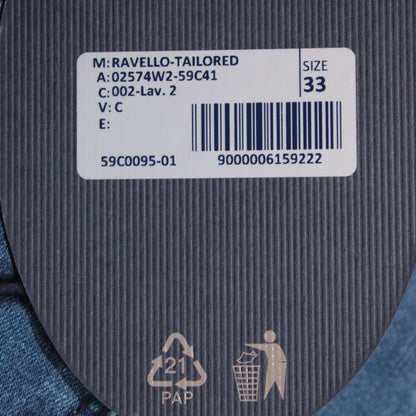 M: RAVELLO-TAILORED
A: 02574W2-59C41
C: 002-Lav. 2
V: C
E:
SIZE
33
59C0095-01
9000006159222
21
PAP